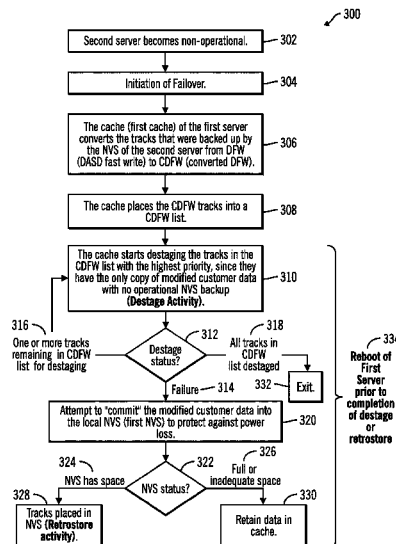 300
Second server becomes non-operational.
302
Initiation of Failover.
304
The cache (first cache) of the first server
converts the tracks that were backed up by
the NVS of the second server from DFW
(DASD fast write) to CDFW (converted DFW).
306
The cache places the CDFW tracks into a
CDFW list.
308
The cache starts destaging the tracks in the
CDFW list with the highest priority, since they
have the only copy of modified customer data
with no operational NVS backup
(Destage Activity).
310
316
One or more tracks
remaining in CDFW
list for destaging
312
Destage
status?
318
All tracks in
CDFW
list destaged
332
Exit.
Failure
314
334
Reboot of
First
Server
prior to
completion
of destage
or
retrostore
Attempt to "commit" the modified customer data into
the local NVS (first NVS) to protect against power
loss.
320
324
NVS has space
322
NVS status?
326
Full or
inadequate space
328
Tracks placed in
NVS (Retrostore
activity).
330
Retain data in
cache.